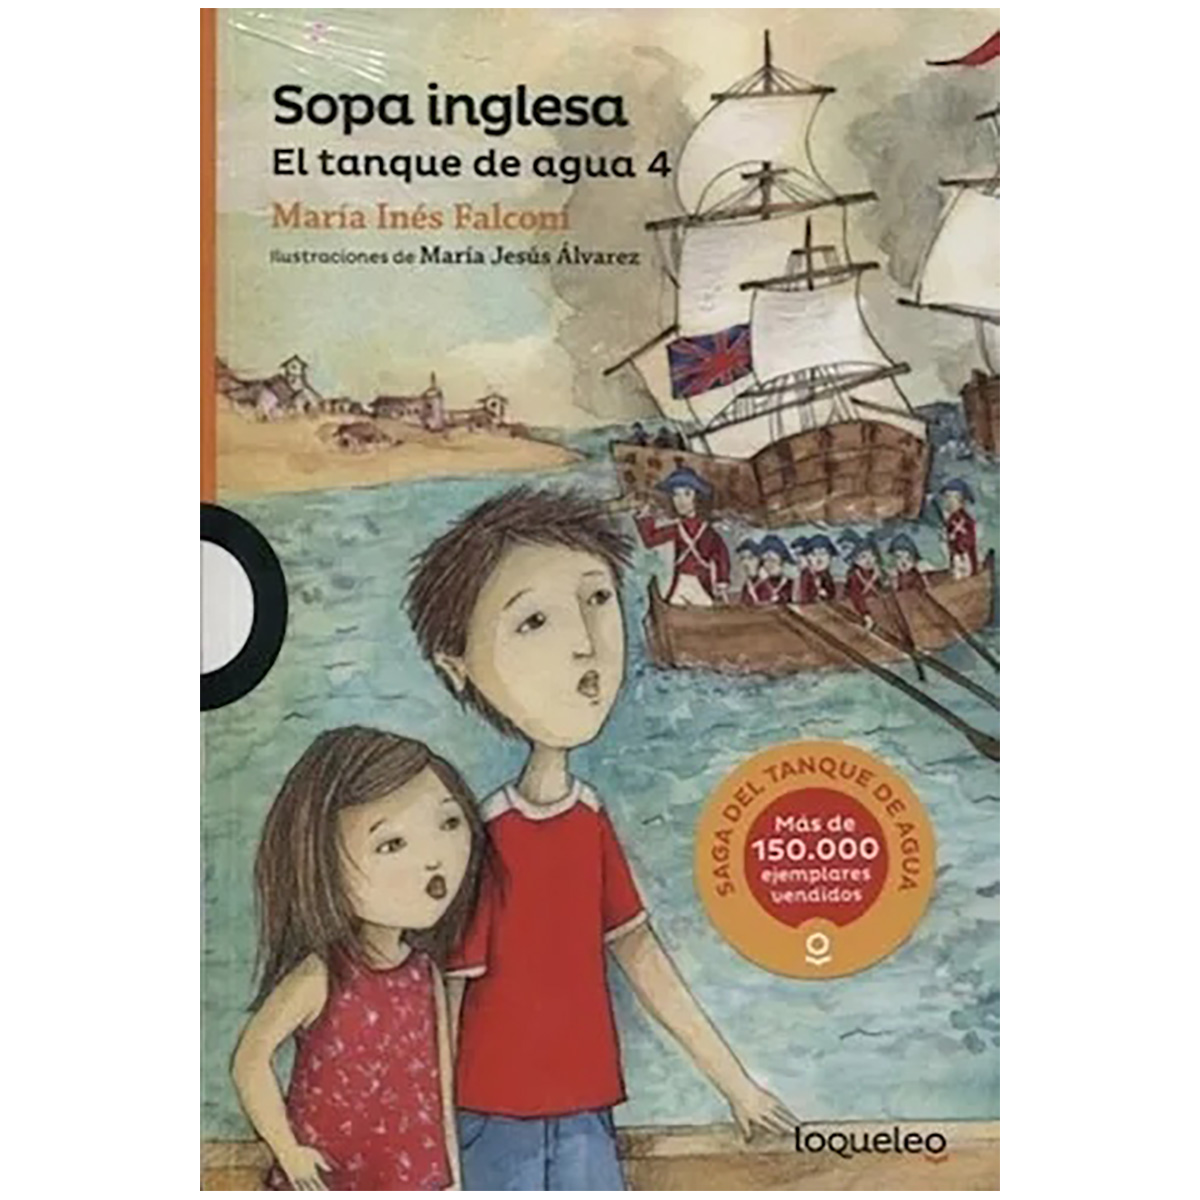 Sopa inglesa
El tanque de agua 4
María Inés Falconi
Ilustraciones de María Jesús Álvarez
SAGA DEL TANQUE DE AGUA
Más de
150.000
ejemplares
vendidos
loqueleo